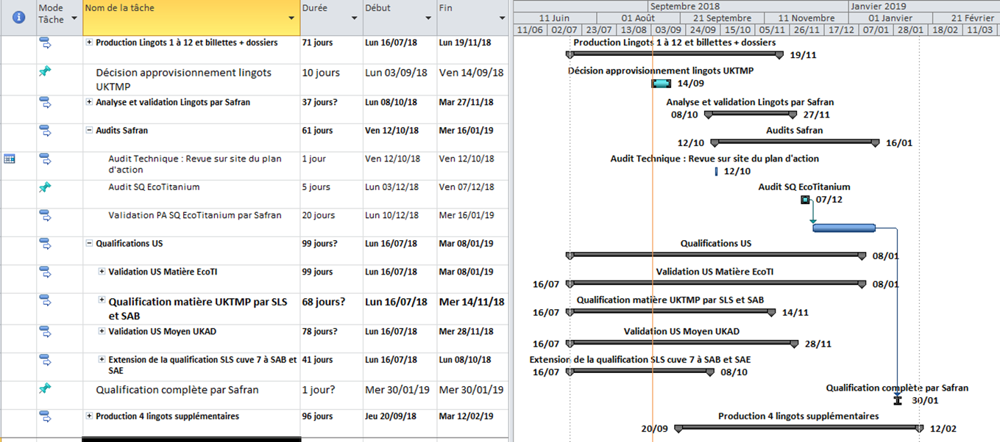 Mode Tâche Nom de la tâche Durée Début Fin
Septembre 2018 Janvier 2019
11 Juin 01 Août 21 Septembre 11 Novembre 01 Janvier 21 Février
11/06 02/07 23/07 13/08 03/09 24/09 15/10 05/11 26/11 17/12 07/01 28/01 18/02 11/03
Production Lingots 1 à 12 et billettes + dossiers 71 jours Lun 16/07/18 Lun 19/11/18
Décision approvisionnement lingots UKTMP 10 jours Lun 03/09/18 Ven 14/09/18
Analyse et validation Lingots par Safran 37 jours? Lun 08/10/18 Mar 27/11/18
Audits Safran 61 jours Ven 12/10/18 Mer 16/01/19
Audit Technique : Revue sur site du plan d'action 1 jour Ven 12/10/18 Ven 12/10/18
Audit SQ EcoTitanium 5 jours Lun 03/12/18 Ven 07/12/18
Validation PA SQ EcoTitanium par Safran 20 jours Lun 10/12/18 Mer 16/01/19
Qualifications US 99 jours? Lun 16/07/18 Mar 08/01/19
Validation US Matière EcoTI 99 jours Lun 16/07/18 Mar 08/01/19
Qualification matière UKTMP par SLS et SAB 68 jours? Lun 16/07/18 Mer 14/11/18
Validation US Moyen UKAD 78 jours? Lun 16/07/18 Mer 28/11/18
Extension de la qualification SLS cuve 7 à SAB et SAE 41 jours Lun 16/07/18 Lun 08/10/18
Qualification complète par Safran 1 jour? Mer 30/01/19 Mer 30/01/19
Production 4 lingots supplémentaires 96 jours Jeu 20/09/18 Mar 12/02/19
Production Lingots 1 à 12 et billettes + dossiers
19/11
Décision approvisionnement lingots UKTMP
14/09
Analyse et validation Lingots par Safran
08/10 27/11
Audits Safran
12/10 16/01
Audit Technique : Revue sur site du plan d'action
12/10
Audit SQ EcoTitanium
07/12
Qualifications US
08/01
Validation US Matière EcoTI
16/07 08/01
Qualification matière UKTMP par SLS et SAB
16/07 14/11
Validation US Moyen UKAD
16/07 28/11
Extension de la qualification SLS cuve 7 à SAB et SAE
16/07 08/10
Qualification complète par Safran
30/01
Production 4 lingots supplémentaires
20/09 12/02